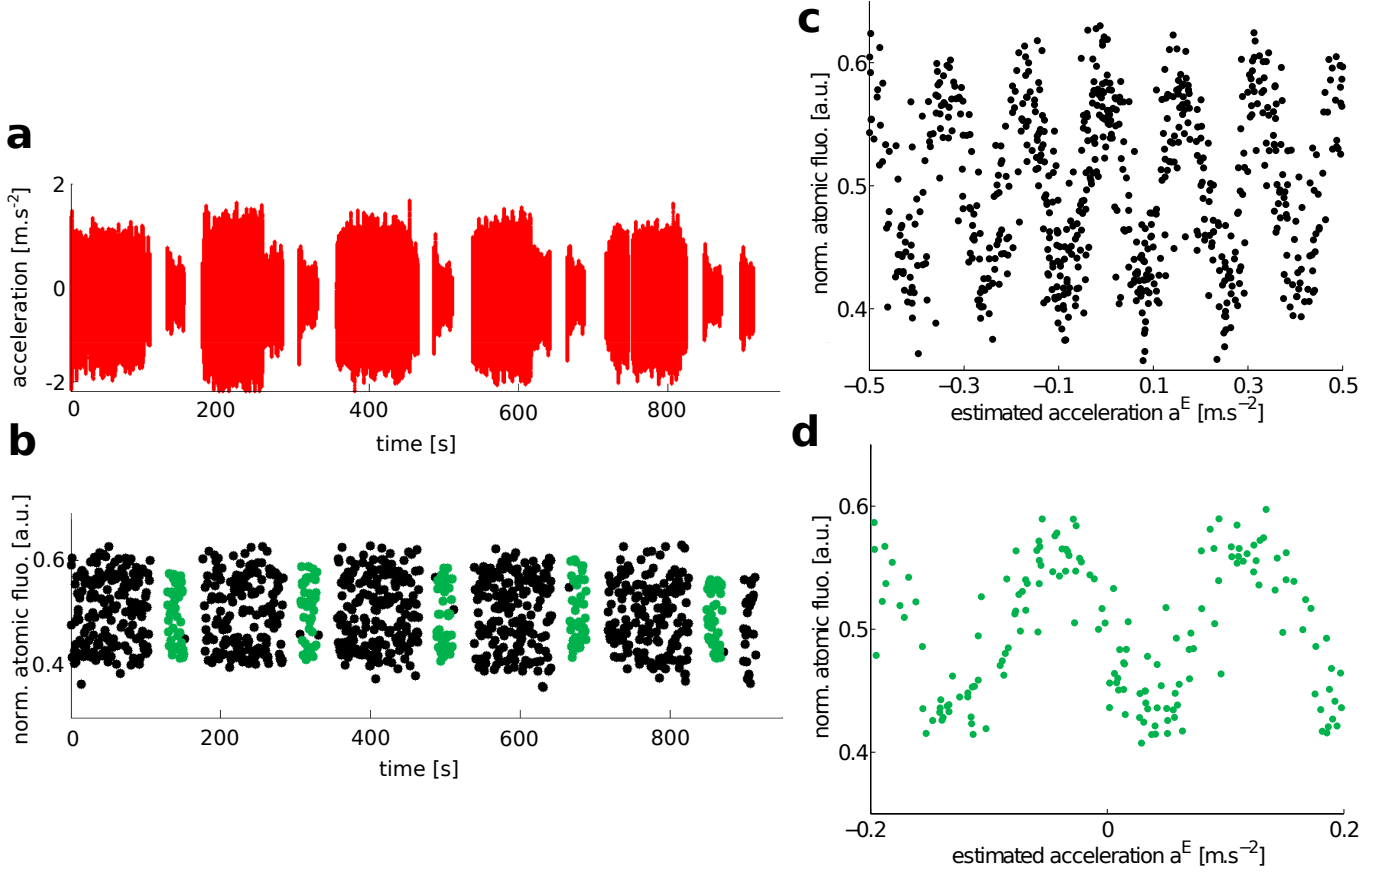 a
acceleration [m.s⁻²]
2
0
-2
0 200 400 600 800
time [s]
b
norm. atomic fluo. [a.u.]
0.6
0.4
0 200 400 600 800
time [s]
c
norm. atomic fluo. [a.u.]
0.6
0.5
0.4
−0.5 −0.3 −0.1 0.1 0.3 0.5
estimated acceleration aᴱ [m.s⁻²]
d
norm. atomic fluo. [a.u.]
0.6
0.5
0.4
−0.2 0 0.2
estimated acceleration aᴱ [m.s⁻²]